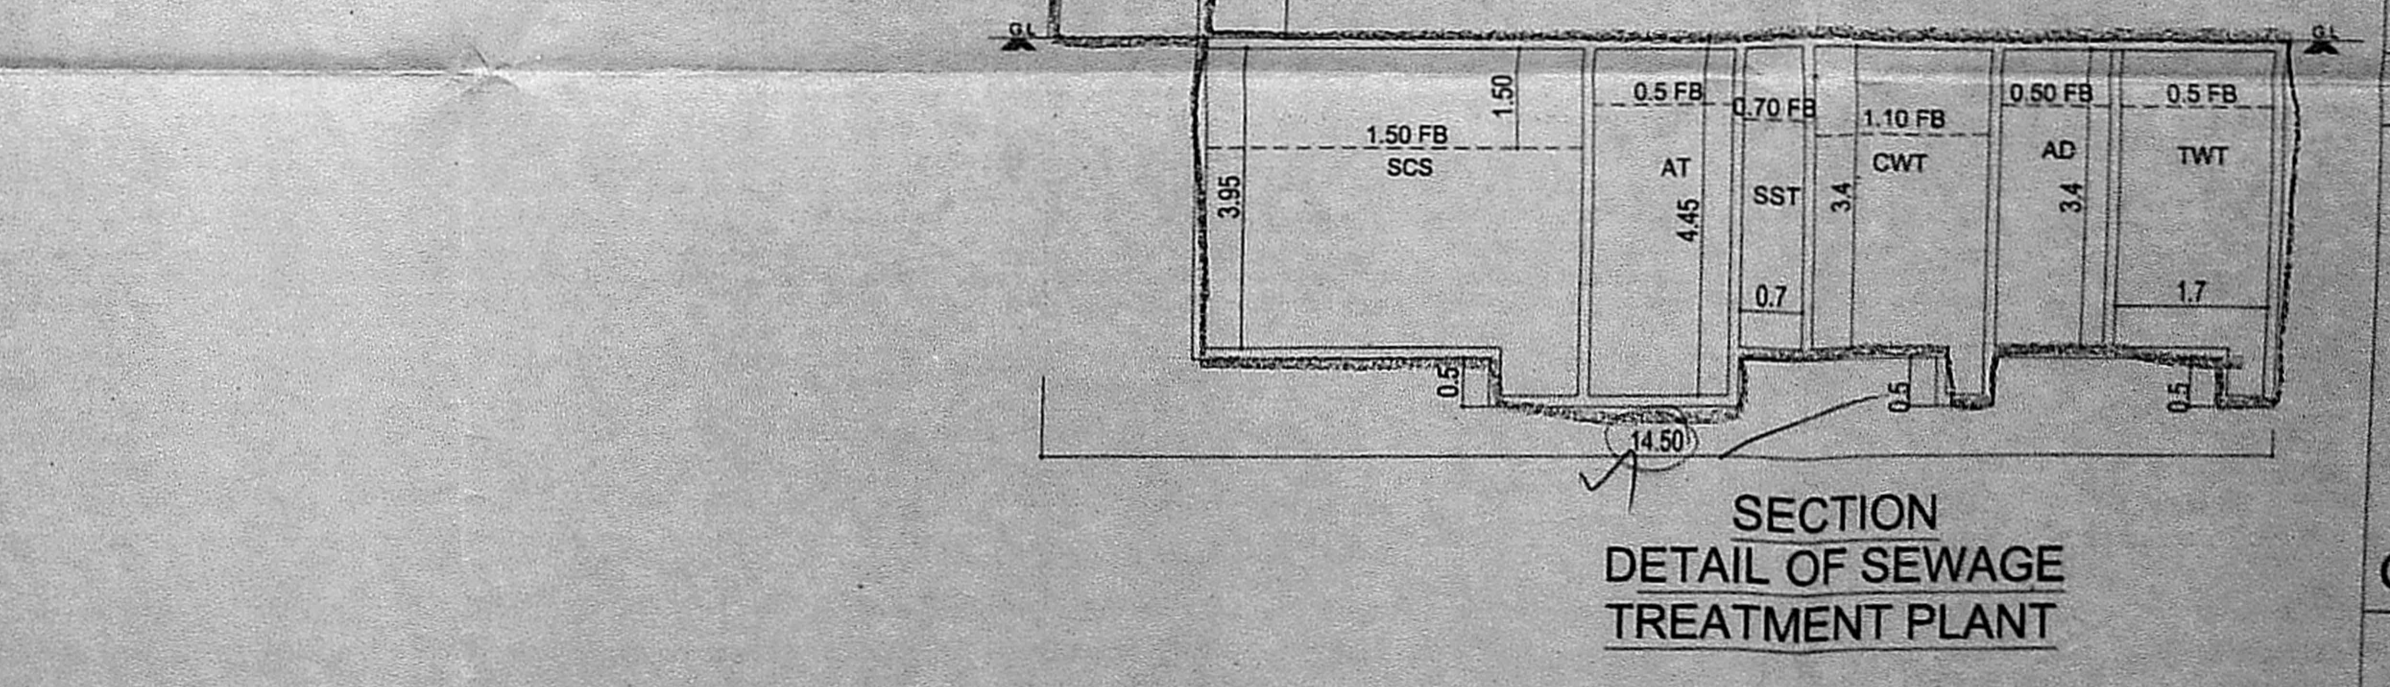 G.L
G.L
1.50
0.5 FB
0.70 FB
1.10 FB
0.50 FB
0.5 FB
1.50 FB
SCS
AT
SST
CWT
AD
TWT
3.95
4.45
3.4
3.4
0.7
1.7
0.5
0.5
0.5
14.50
SECTION
DETAIL OF SEWAGE
TREATMENT PLANT